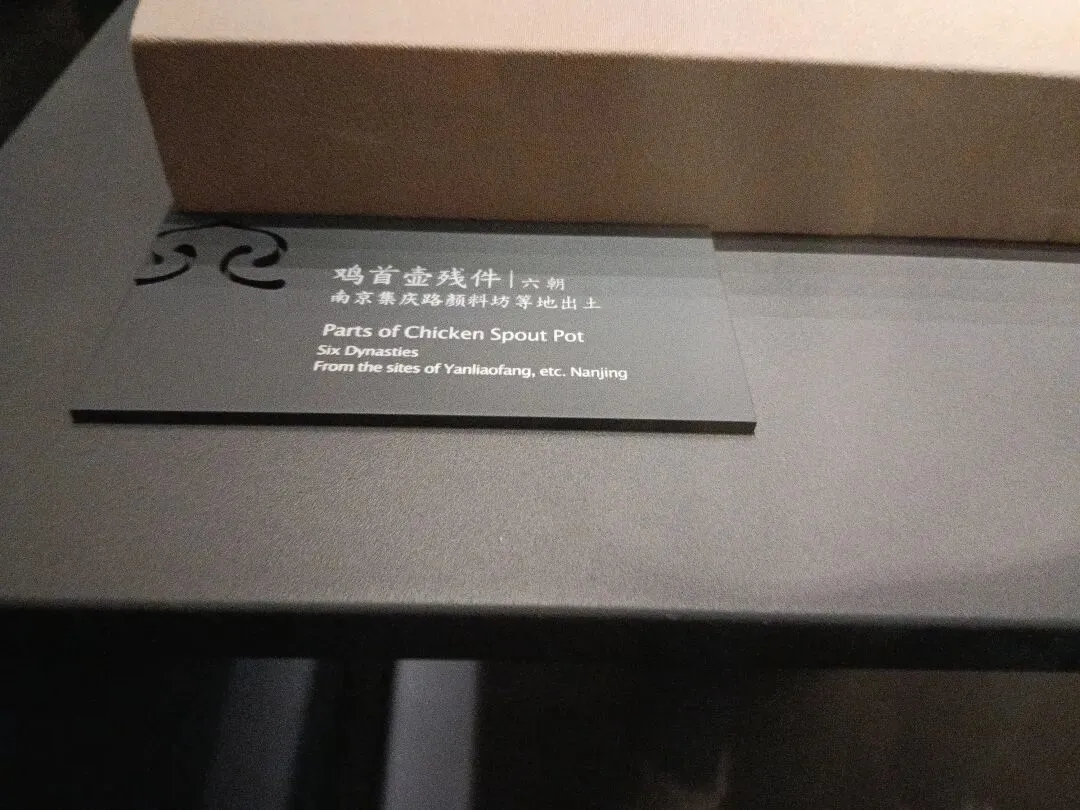 鸡首壶残件|六朝
南京集庆路颜料坊等地出土
Parts of Chicken Spout Pot
Six Dynasties
From the sites of Yanliaofang, etc. Nanjing